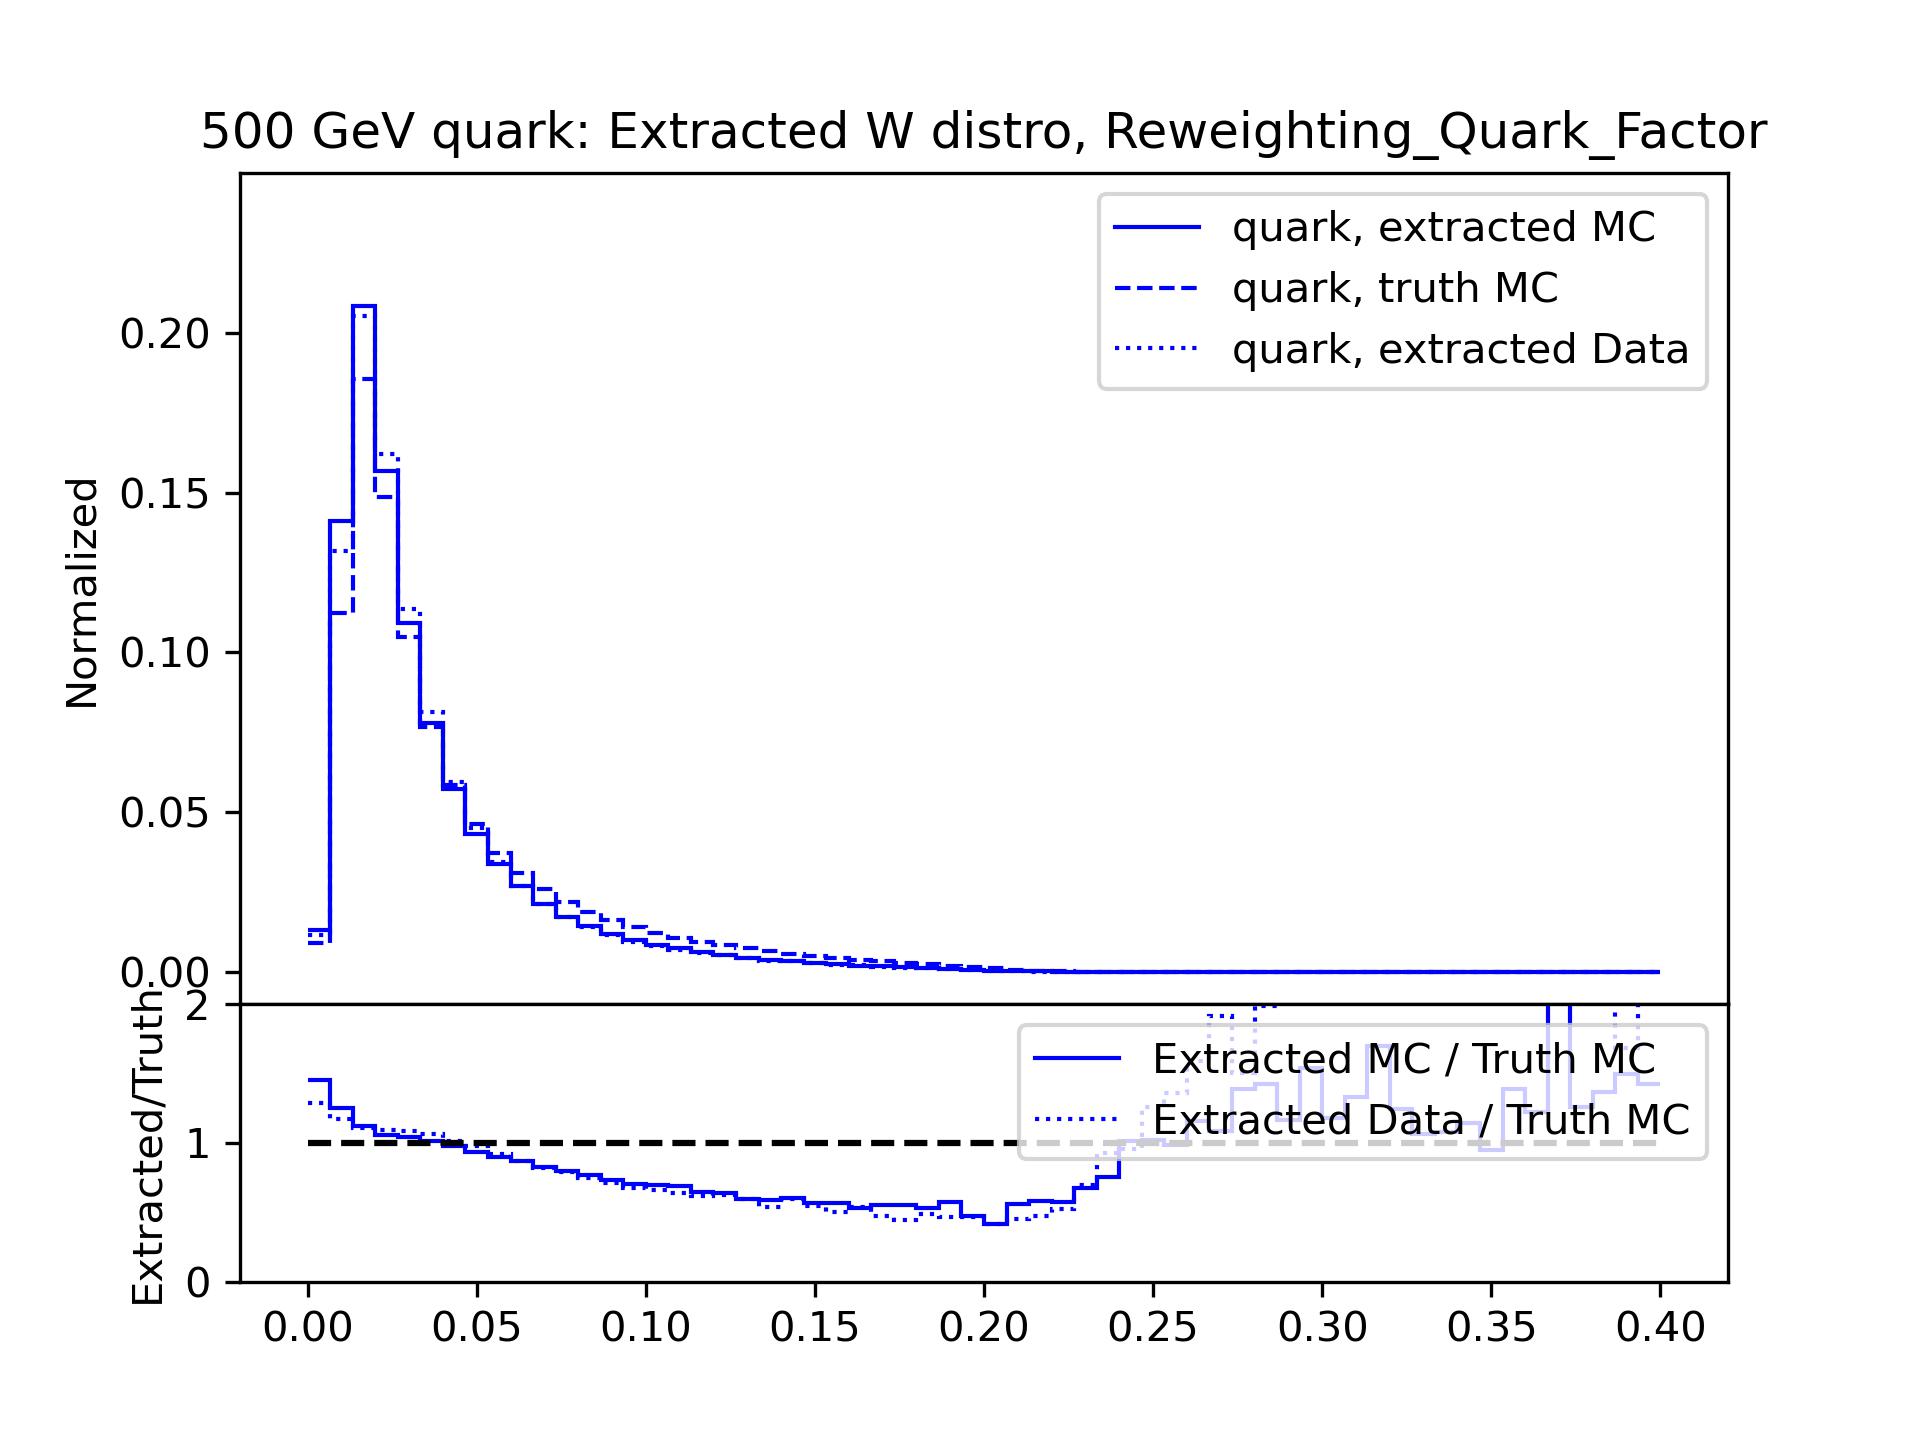 500 GeV quark: Extracted W distro, Reweighting_Quark_Factor
quark, extracted MC
quark, truth MC
quark, extracted Data
Normalized
0.20
0.15
0.10
0.05
0.00
Extracted/Truth
2
1
0
Extracted MC / Truth MC
Extracted Data / Truth MC
0.00 0.05 0.10 0.15 0.20 0.25 0.30 0.35 0.40